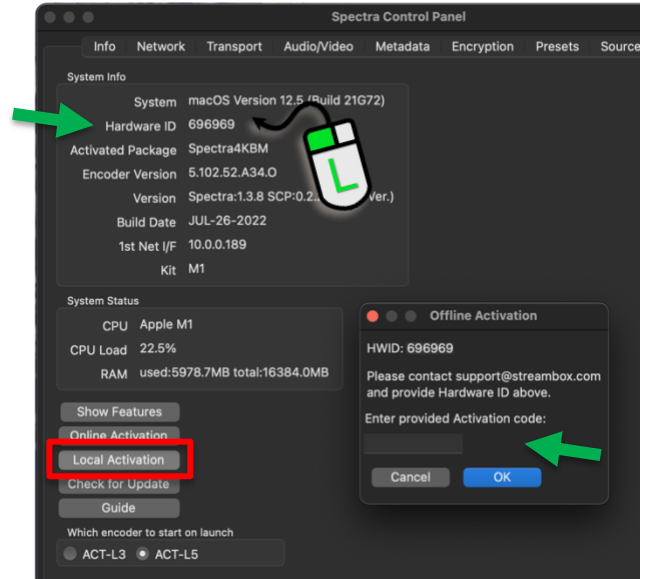 Spectra Control Panel
Info Network Transport Audio/Video Metadata Encryption Presets Source
System Info
System macOS Version 12.5 (Build 21G72)
Hardware ID 696969
Activated Package Spectra4KBM
Encoder Version 5.102.52.A34.O
Version Spectra:1.3.8 SCP:0.2. Ver.)
Build Date JUL-26-2022
1st Net I/F 10.0.0.189
Kit M1
L
System Status
CPU Apple M1
CPU Load 22.5%
RAM used:5978.7MB total:16384.0MB
Show Features
Online Activation
Local Activation
Check for Update
Guide
Which encoder to start on launch
ACT-L3 ACT-L5
Offline Activation
HWID: 696969
Please contact support@streambox.com
and provide Hardware ID above.
Enter provided Activation code:
Cancel OK